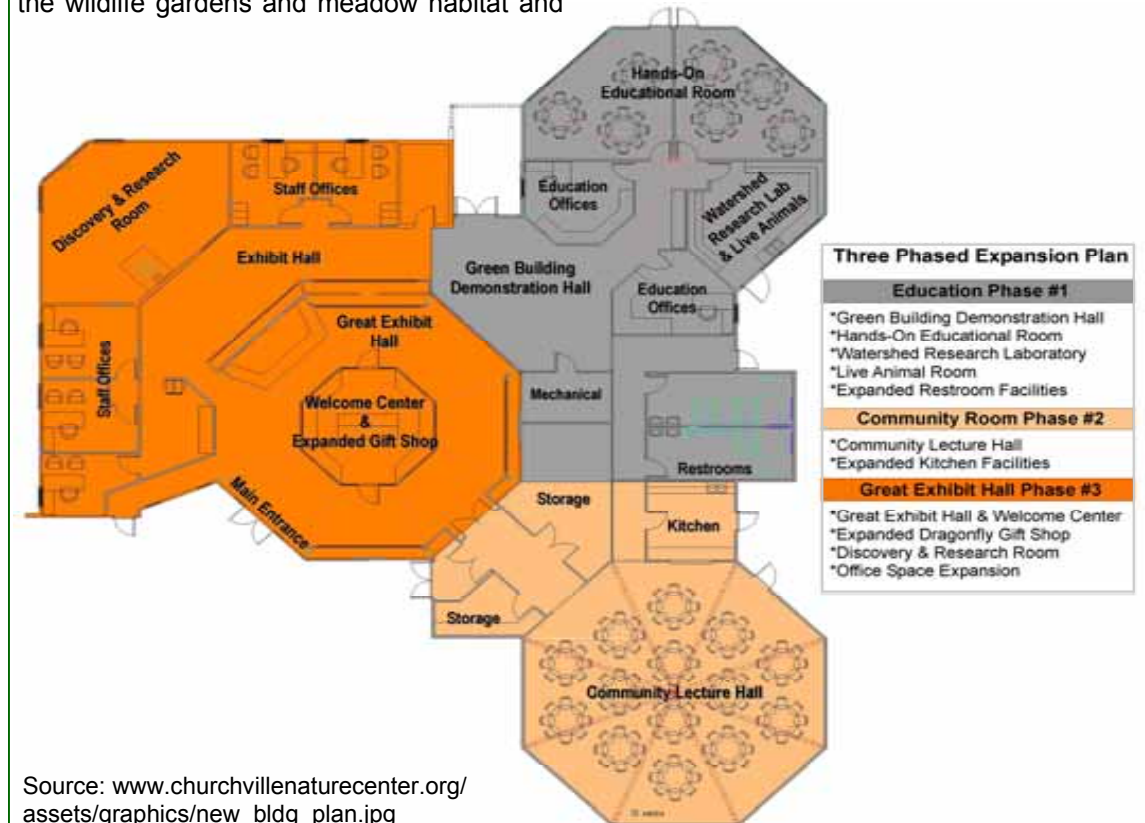 the wildlife gardens and meadow habitat and
Hands-On
Educational Room
Discovery & Research
Room
Staff Offices
Education
Offices
Watershed
Research Lab
& Live Animals
Exhibit Hall
Green Building
Demonstration Hall
Education
Offices
Great Exhibit
Hall
Staff Offices
Welcome Center
&
Expanded Gift Shop
Mechanical
Restrooms
Main Entrance
Storage
Kitchen
Storage
Community Lecture Hall
Three Phased Expansion Plan
Education Phase #1
*Green Building Demonstration Hall
*Hands-On Educational Room
*Watershed Research Laboratory
*Live Animal Room
*Expanded Restroom Facilities
Community Room Phase #2
*Community Lecture Hall
*Expanded Kitchen Facilities
Great Exhibit Hall Phase #3
*Great Exhibit Hall & Welcome Center
*Expanded Dragonfly Gift Shop
*Discovery & Research Room
*Office Space Expansion
Source: www.churchvillenaturecenter.org/
assets/graphics/new_bldg_plan.jpg